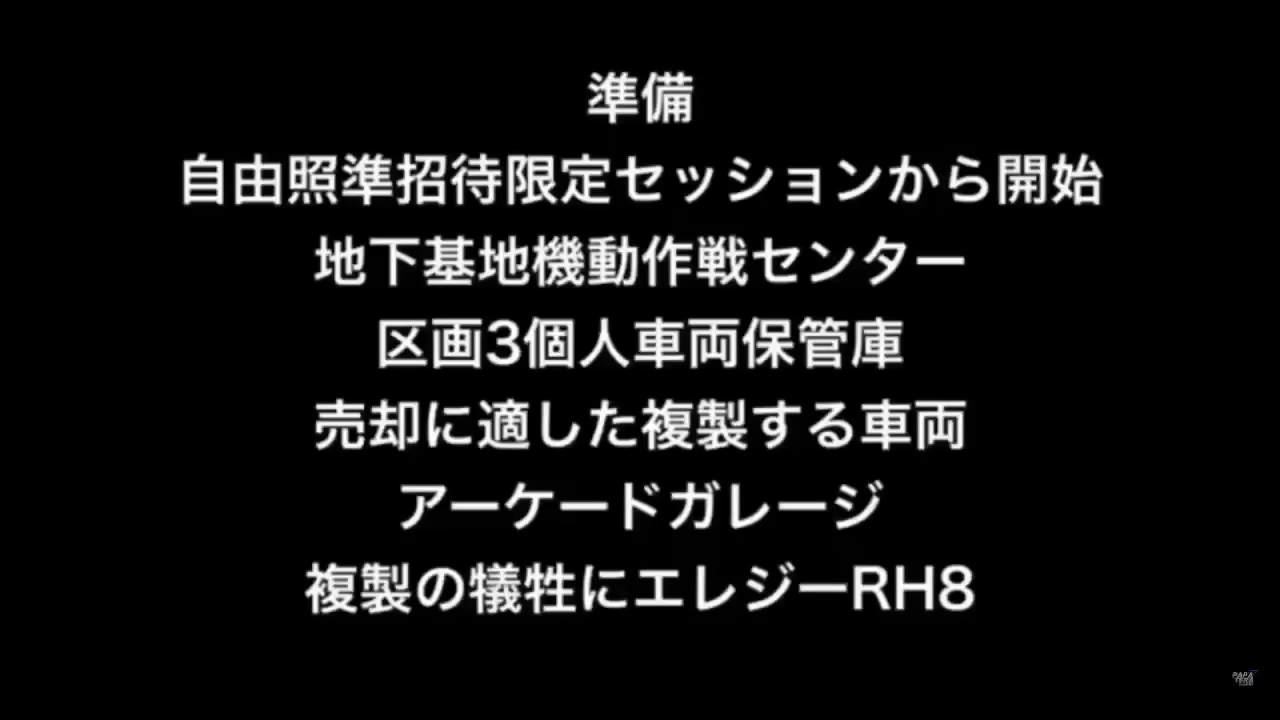 準備
自由照準招待限定セッションから開始
地下基地機動作戦センター
区画3個人車両保管庫
売却に適した複製する車両
アーケードガレージ
複製の犠牲にエレジーRH8